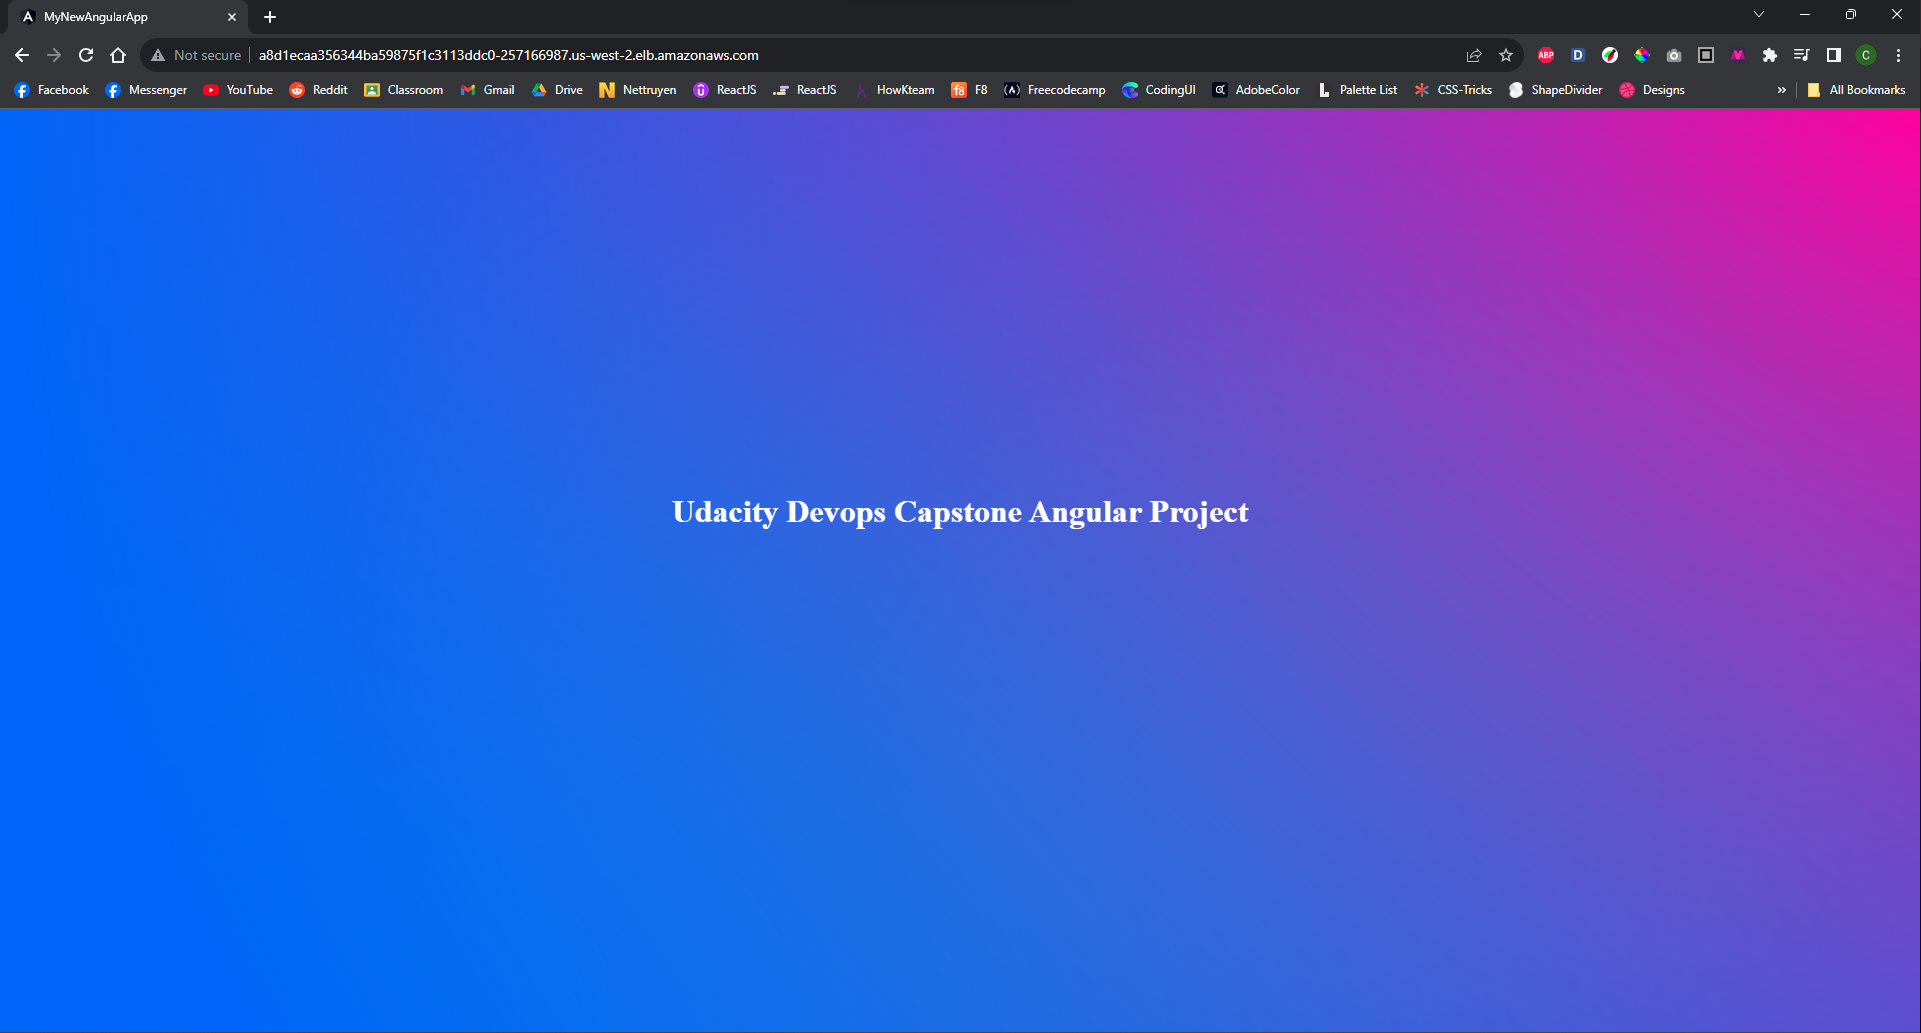 MyNewAngularApp
Not secure a8d1ecaa356344ba59875f1c3113ddc0-257166987.us-west-2.elb.amazonaws.com ABP D C
Facebook Messenger YouTube Reddit Classroom Gmail Drive Nettruyen ReactJS ReactJS HowKteam F8 Freecodecamp CodingUI AdobeColor Palette List CSS-Tricks ShapeDivider Designs » All Bookmarks
Udacity Devops Capstone Angular Project